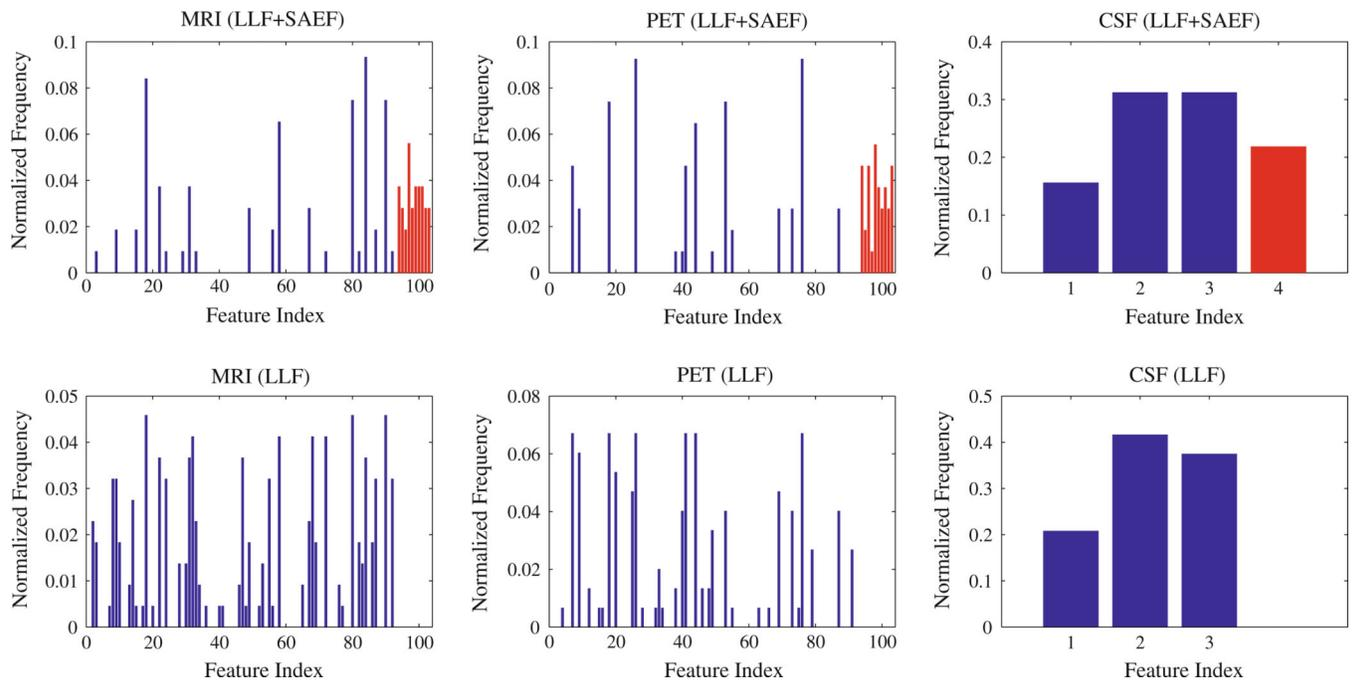 MRI (LLF+SAEF)
Normalized Frequency
0.1
0.08
0.06
0.04
0.02
0
0 20 40 60 80 100
Feature Index
PET (LLF+SAEF)
Normalized Frequency
0.1
0.08
0.06
0.04
0.02
0
0 20 40 60 80 100
Feature Index
CSF (LLF+SAEF)
Normalized Frequency
0.4
0.3
0.2
0.1
0
1 2 3 4
Feature Index
MRI (LLF)
Normalized Frequency
0.05
0.04
0.03
0.02
0.01
0
0 20 40 60 80 100
Feature Index
PET (LLF)
Normalized Frequency
0.08
0.06
0.04
0.02
0
0 20 40 60 80 100
Feature Index
CSF (LLF)
Normalized Frequency
0.5
0.4
0.3
0.2
0.1
0
1 2 3
Feature Index